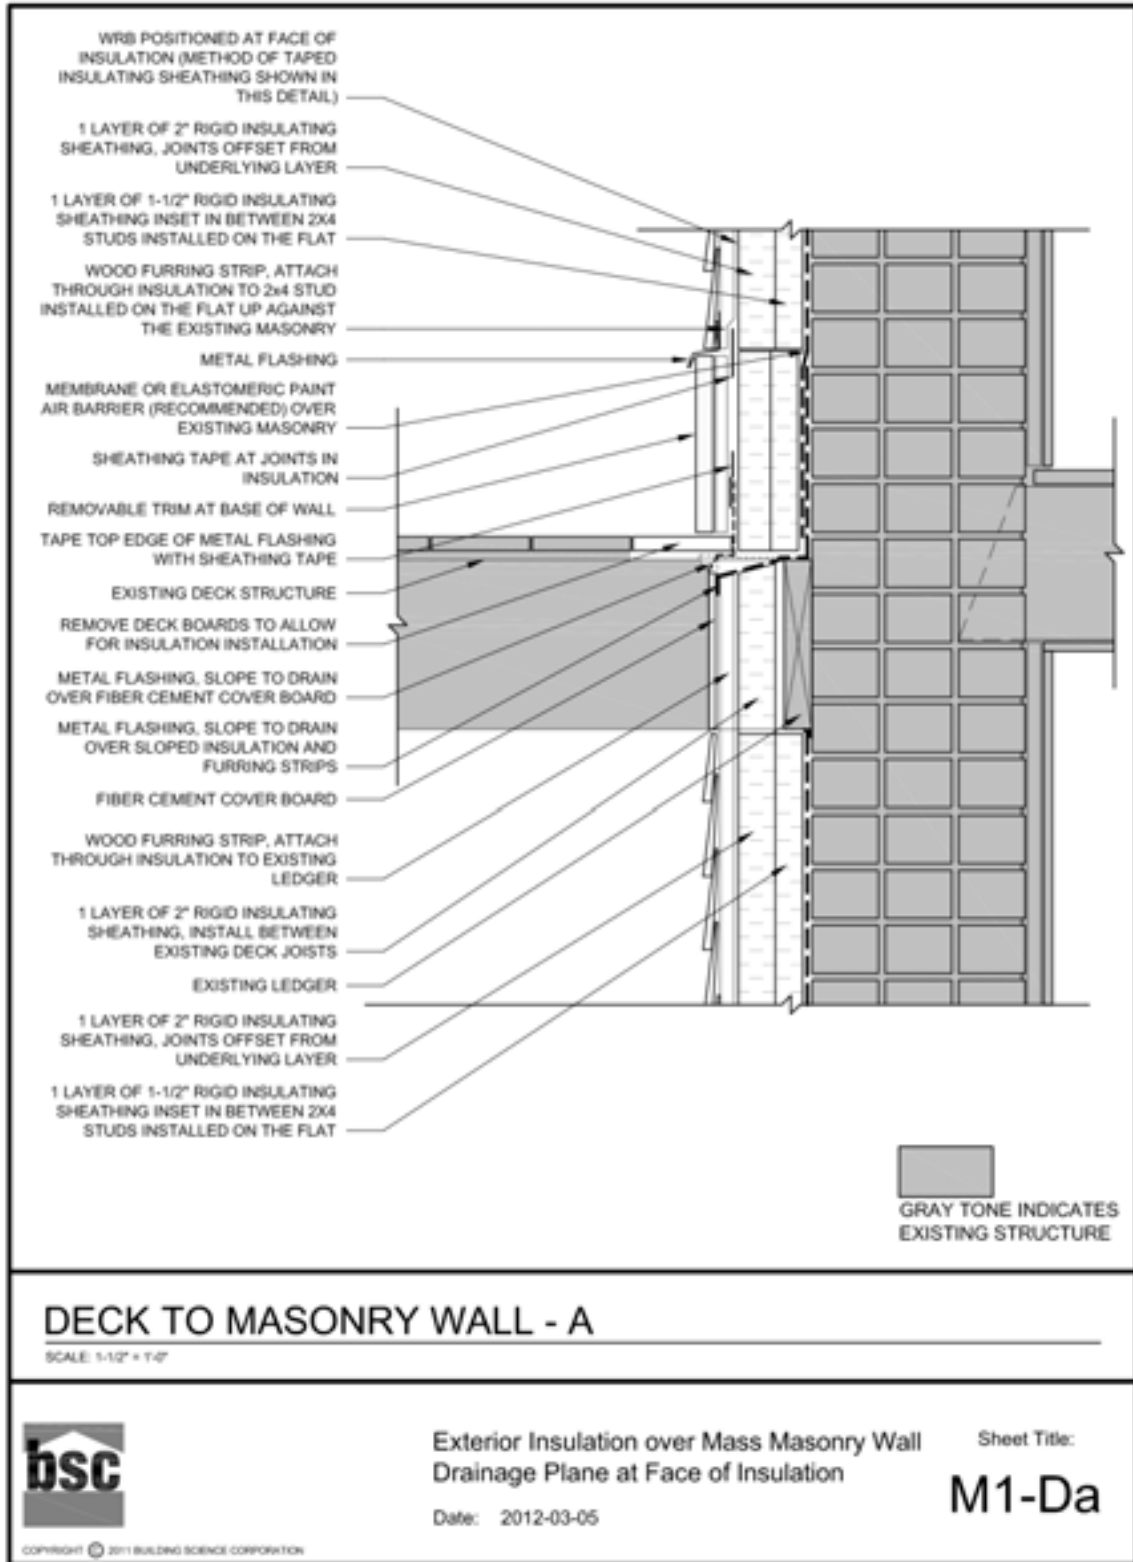 WRB POSITIONED AT FACE OF
INSULATION (METHOD OF TAPED
INSULATING SHEATHING SHOWN IN
THIS DETAIL)
1 LAYER OF 2" RIGID INSULATING
SHEATHING, JOINTS OFFSET FROM
UNDERLYING LAYER
1 LAYER OF 1-1/2" RIGID INSULATING
SHEATHING INSET IN BETWEEN 2X4
STUDS INSTALLED ON THE FLAT
WOOD FURRING STRIP, ATTACH
THROUGH INSULATION TO 2x4 STUD
INSTALLED ON THE FLAT UP AGAINST
THE EXISTING MASONRY
METAL FLASHING
MEMBRANE OR ELASTOMERIC PAINT
AIR BARRIER (RECOMMENDED) OVER
EXISTING MASONRY
SHEATHING TAPE AT JOINTS IN
INSULATION
REMOVABLE TRIM AT BASE OF WALL
TAPE TOP EDGE OF METAL FLASHING
WITH SHEATHING TAPE
EXISTING DECK STRUCTURE
REMOVE DECK BOARDS TO ALLOW
FOR INSULATION INSTALLATION
METAL FLASHING, SLOPE TO DRAIN
OVER FIBER CEMENT COVER BOARD
METAL FLASHING, SLOPE TO DRAIN
OVER SLOPED INSULATION AND
FURRING STRIPS
FIBER CEMENT COVER BOARD
WOOD FURRING STRIP, ATTACH
THROUGH INSULATION TO EXISTING
LEDGER
1 LAYER OF 2" RIGID INSULATING
SHEATHING, INSTALL BETWEEN
EXISTING DECK JOISTS
EXISTING LEDGER
1 LAYER OF 2" RIGID INSULATING
SHEATHING, JOINTS OFFSET FROM
UNDERLYING LAYER
1 LAYER OF 1-1/2" RIGID INSULATING
SHEATHING INSET IN BETWEEN 2X4
STUDS INSTALLED ON THE FLAT
GRAY TONE INDICATES
EXISTING STRUCTURE
DECK TO MASONRY WALL - A
SCALE: 1-1/2" = 1'-0"
bsc
COPYRIGHT © 2011 BUILDING SCIENCE CORPORATION
Exterior Insulation over Mass Masonry Wall
Drainage Plane at Face of Insulation
Date: 2012-03-05
Sheet Title:
M1-Da